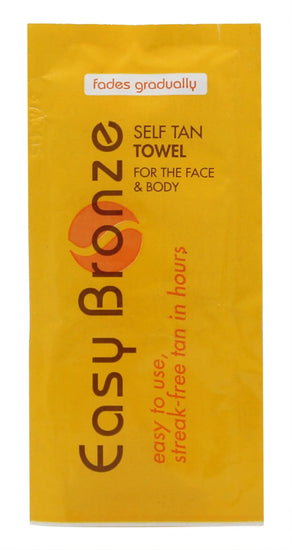 fades gradually
Easy Bronze
SELF TAN
TOWEL
FOR THE FACE
& BODY
easy to use,
streak-free tan in hours